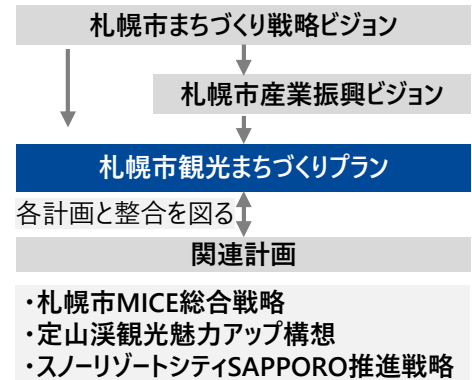 札幌市まちづくり戦略ビジョン
札幌市産業振興ビジョン
札幌市観光まちづくりプラン
各計画と整合を図る
関連計画
・札幌市MICE総合戦略
・定山渓観光魅力アップ構想
・スノーリゾートシティSAPPORO推進戦略